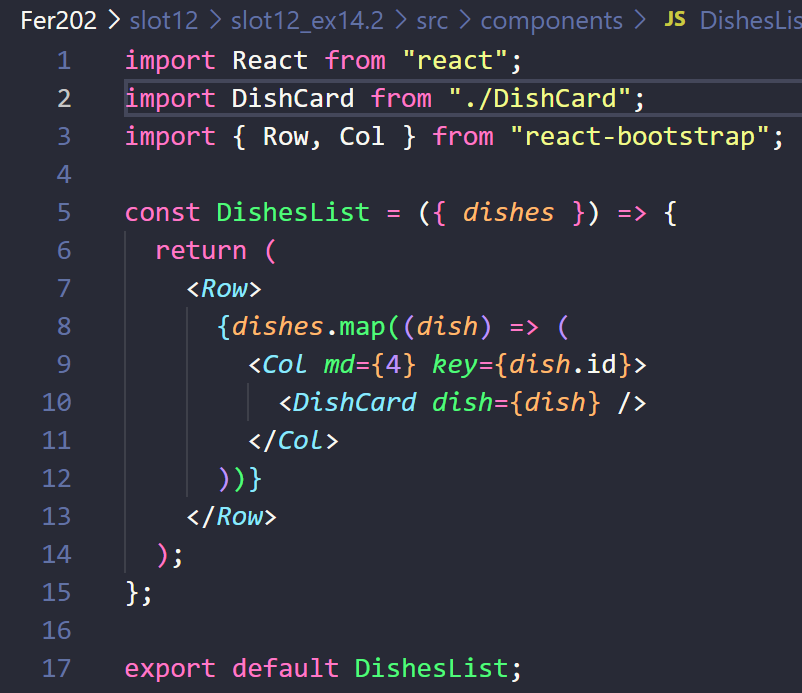 Fer202 > slot12 > slot12_ex14.2 > src > components > JS DishesLis
1 import React from "react";
2 import DishCard from "./DishCard";
3 import { Row, Col } from "react-bootstrap";
4
5 const DishesList = ({ dishes }) => {
6   return (
7     <Row>
8       {dishes.map((dish) => (
9         <Col md={4} key={dish.id}>
10           <DishCard dish={dish} />
11         </Col>
12       ))}
13     </Row>
14   );
15 };
16
17 export default DishesList;